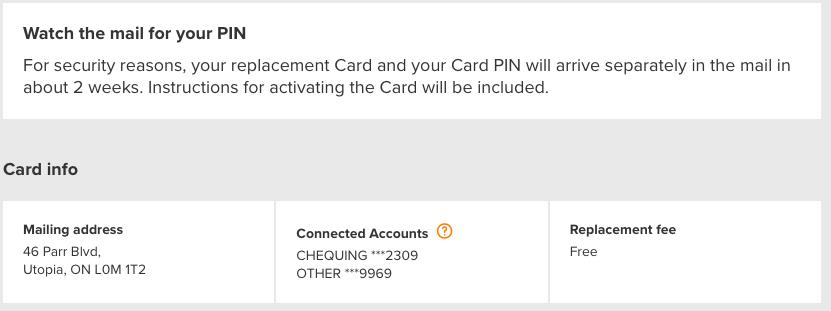 Watch the mail for your PIN
For security reasons, your replacement Card and your Card PIN will arrive separately in the mail in
about 2 weeks. Instructions for activating the Card will be included.
Card info
Mailing address
46 Parr Blvd,
Utopia, ON L0M 1T2
Connected Accounts ?
CHEQUING ***2309
OTHER ***9969
Replacement fee
Free